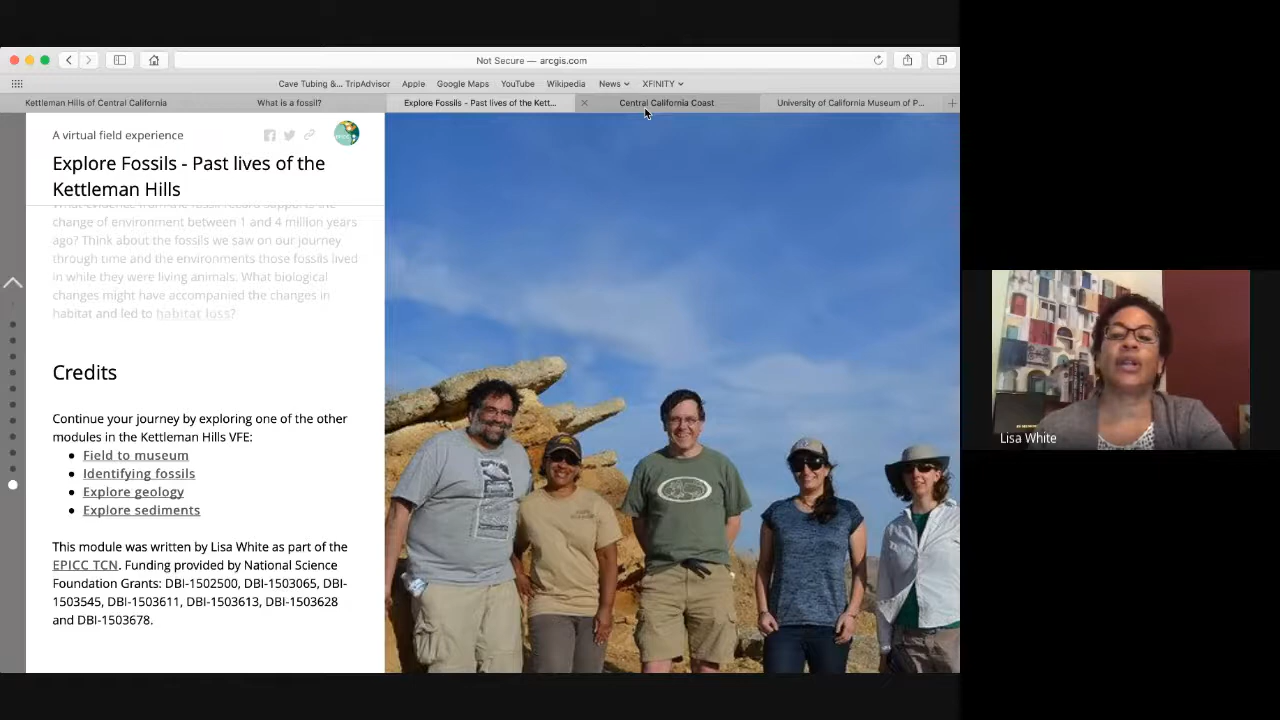 Not Secure — arcgis.com
Cave Tubing &... TripAdvisor Apple Google Maps YouTube Wikipedia News XFINITY
Kettleman Hills of Central California What is a fossil? Explore Fossils - Past lives of the Kett... Central California Coast University of California Museum of P...
A virtual field experience
Explore Fossils - Past lives of the
Kettleman Hills
What evidence from the fossil record supports the
change of environment between 1 and 4 million years
ago? Think about the fossils we saw on our journey
through time and the environments those fossils lived
in while they were living animals. What biological
changes might have accompanied the changes in
habitat and led to habitat loss?
Credits
Continue your journey by exploring one of the other
modules in the Kettleman Hills VFE:
Field to museum
Identifying fossils
Explore geology
Explore sediments
This module was written by Lisa White as part of the
EPICC TCN. Funding provided by National Science
Foundation Grants: DBI-1502500, DBI-1503065, DBI-
1503545, DBI-1503611, DBI-1503613, DBI-1503628
and DBI-1503678.
Lisa White